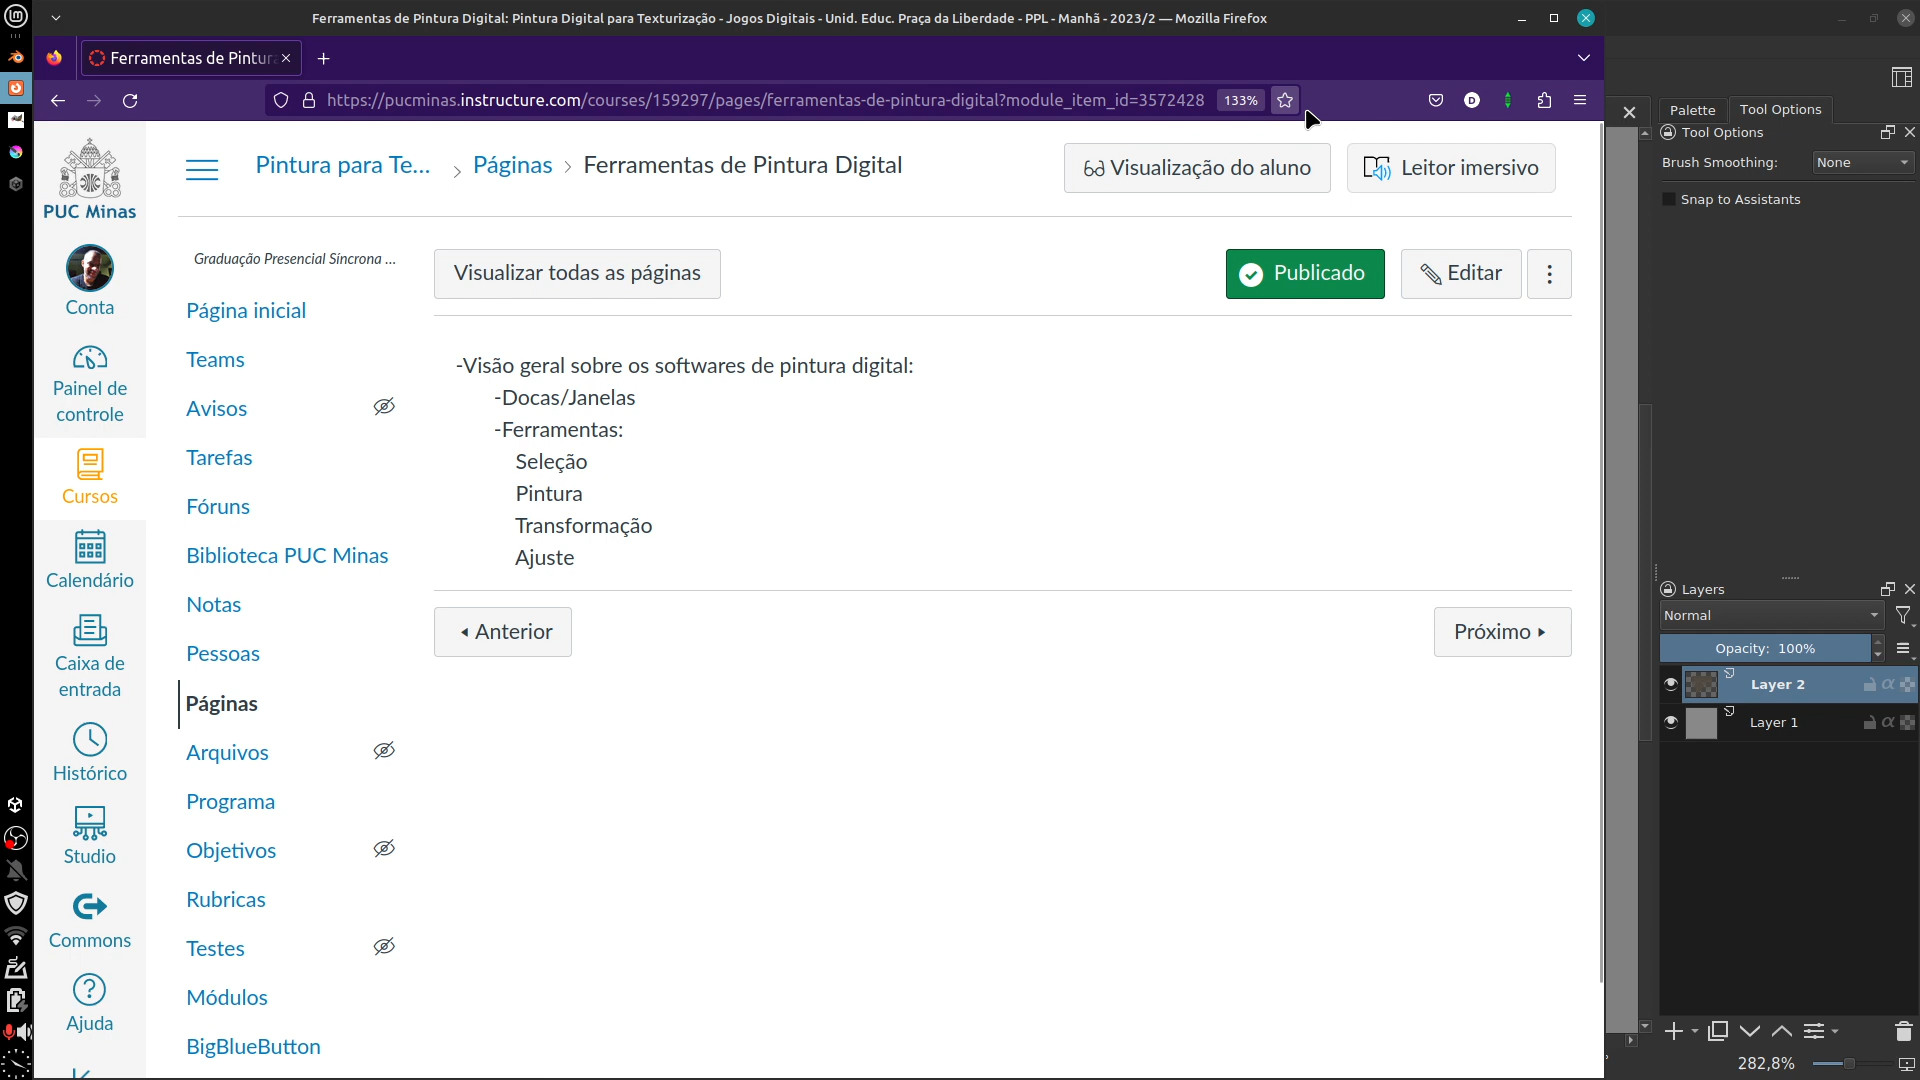 Ferramentas de Pintura Digital: Pintura Digital para Texturização - Jogos Digitais - Unid. Educ. Praça da Liberdade - PPL - Manhã - 2023/2 — Mozilla Firefox
Ferramentas de Pintur
https://pucminas.instructure.com/courses/159297/pages/ferramentas-de-pintura-digital?module_item_id=3572428
133%
D
PUC Minas
Conta
Painel de
controle
Cursos
Calendário
Caixa de
entrada
Histórico
Studio
Commons
Ajuda
Pintura para Te... > Páginas > Ferramentas de Pintura Digital
Visualização do aluno
Leitor imersivo
Graduação Presencial Síncrona ...
Página inicial
Teams
Avisos
Tarefas
Fóruns
Biblioteca PUC Minas
Notas
Pessoas
Páginas
Arquivos
Programa
Objetivos
Rubricas
Testes
Módulos
BigBlueButton
Visualizar todas as páginas
Publicado
Editar
-Visão geral sobre os softwares de pintura digital:
-Docas/Janelas
-Ferramentas:
Seleção
Pintura
Transformação
Ajuste
Anterior
Próximo
Palette
Tool Options
Tool Options
Brush Smoothing:
None
Snap to Assistants
Layers
Normal
Opacity: 100%
Layer 2
Layer 1
282,8%